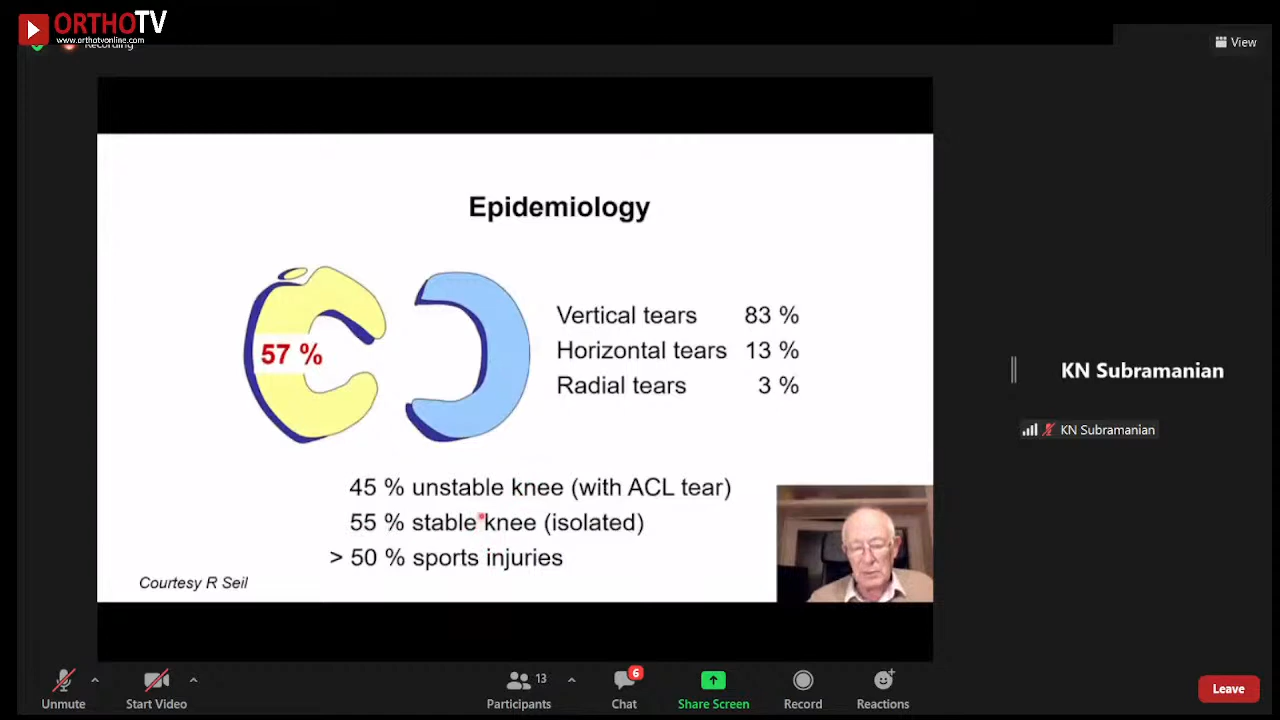 ORTHOTV
www.orthotvonline.com
Recording
View
Epidemiology
57 %
Vertical tears 83 %
Horizontal tears 13 %
Radial tears 3 %
45 % unstable knee (with ACL tear)
55 % stable knee (isolated)
> 50 % sports injuries
Courtesy R Seil
KN Subramanian
KN Subramanian
Unmute
Start Video
13
Participants
6
Chat
Share Screen
Record
Reactions
Leave